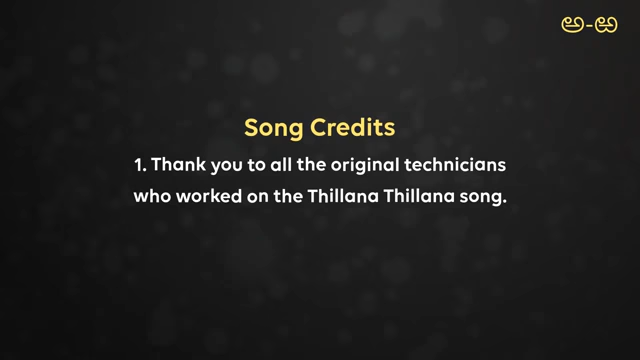 ಅ-ಱ
Song Credits
1. Thank you to all the original technicians
who worked on the Thillana Thillana song.